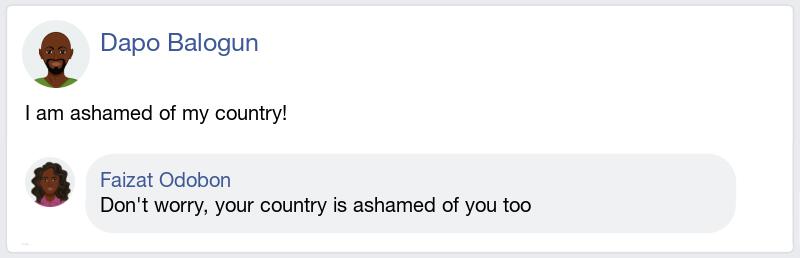 Dapo Balogun
I am ashamed of my country!
Faizat Odobon
Don't worry, your country is ashamed of you too